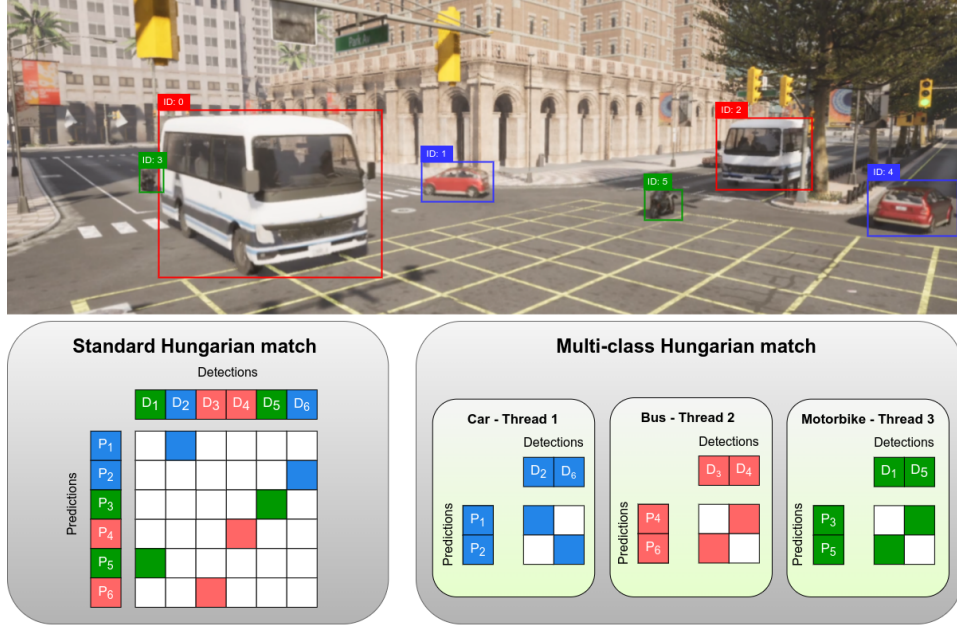 Park Av
ID: 0
ID: 2
ID: 3
ID: 1
ID: 5
ID: 4
Standard Hungarian match
Detections
D1 D2 D3 D4 D5 D6
Predictions
P1
P2
P3
P4
P5
P6
Multi-class Hungarian match
Car - Thread 1
Detections
D2 D6
Predictions
P1
P2
Bus - Thread 2
Detections
D3 D4
Predictions
P4
P6
Motorbike - Thread 3
Detections
D1 D5
Predictions
P3
P5